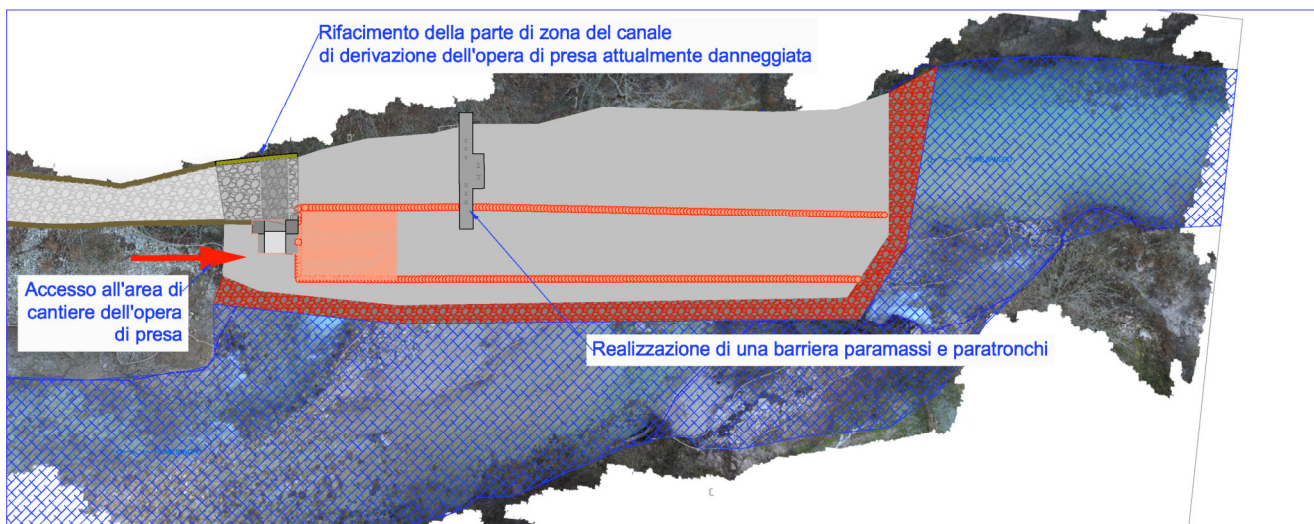 Rifacimento della parte di zona del canale
di derivazione dell'opera di presa attualmente danneggiata
Accesso all'area di
cantiere dell'opera
di presa
Realizzazione di una barriera paramassi e paratronchi